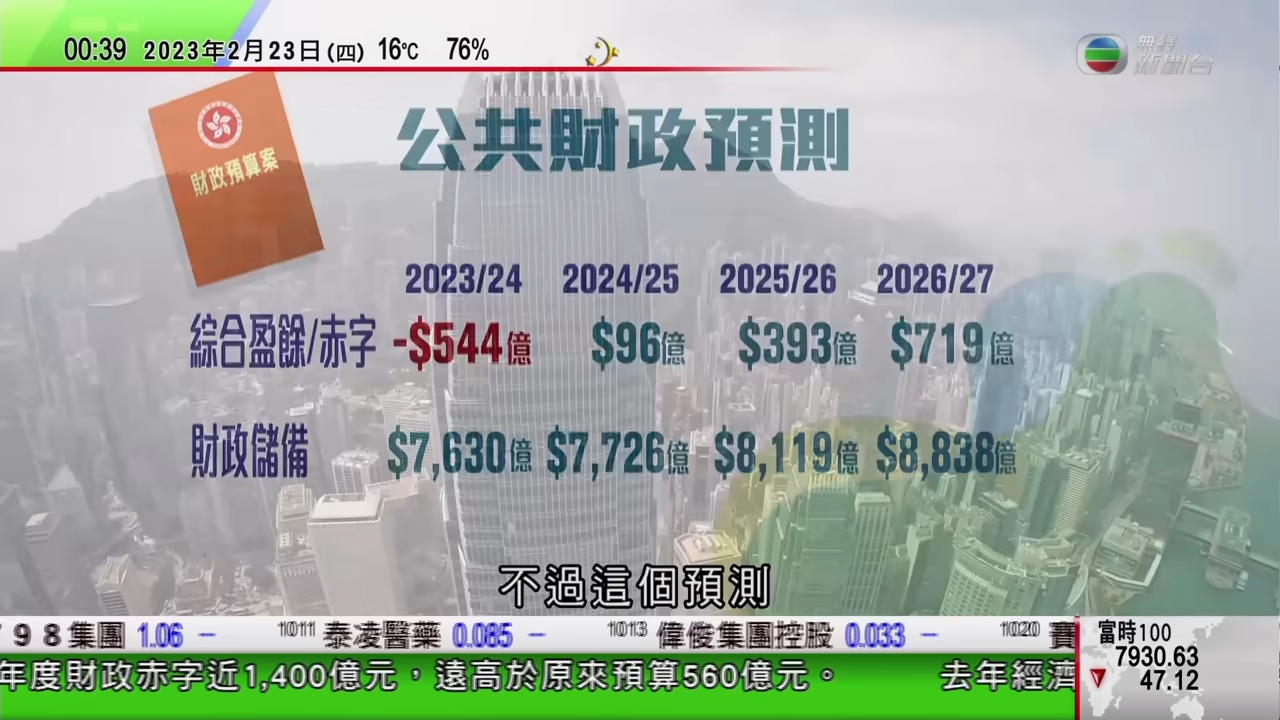 00:39 2023年2月23日(四) 16℃ 76%
無綫
新聞台
財政預算案
公共財政預測
2023/24 2024/25 2025/26 2026/27
綜合盈餘/赤字 -$544億 $96億 $393億 $719億
財政儲備 $7,630億 $7,726億 $8,119億 $8,838億
不過這個預測
98集團 1.06 – 1011 泰凌醫藥 0.085 – 1013 偉俊集團控股 0.033 – 1020
年度財政赤字近1,400億元，遠高於原來預算560億元。 去年經濟
富時100
7930.63
▼ 47.12